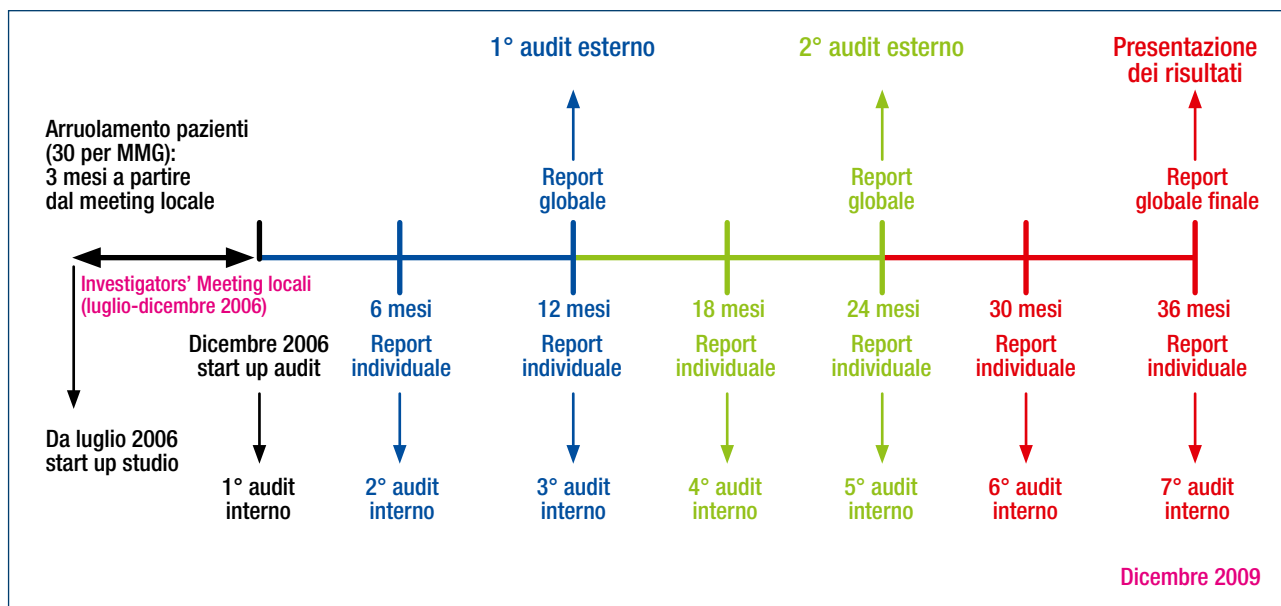 1° audit esterno
2° audit esterno
Presentazione
dei risultati
Arruolamento pazienti
(30 per MMG):
3 mesi a partire
dal meeting locale
Report
globale
Report
globale
Report
globale finale
Investigators' Meeting locali
(luglio-dicembre 2006)
6 mesi
12 mesi
18 mesi
24 mesi
30 mesi
36 mesi
Dicembre 2006
start up audit
Report
individuale
Report
individuale
Report
individuale
Report
individuale
Report
individuale
Report
individuale
Da luglio 2006
start up studio
1° audit
interno
2° audit
interno
3° audit
interno
4° audit
interno
5° audit
interno
6° audit
interno
7° audit
interno
Dicembre 2009